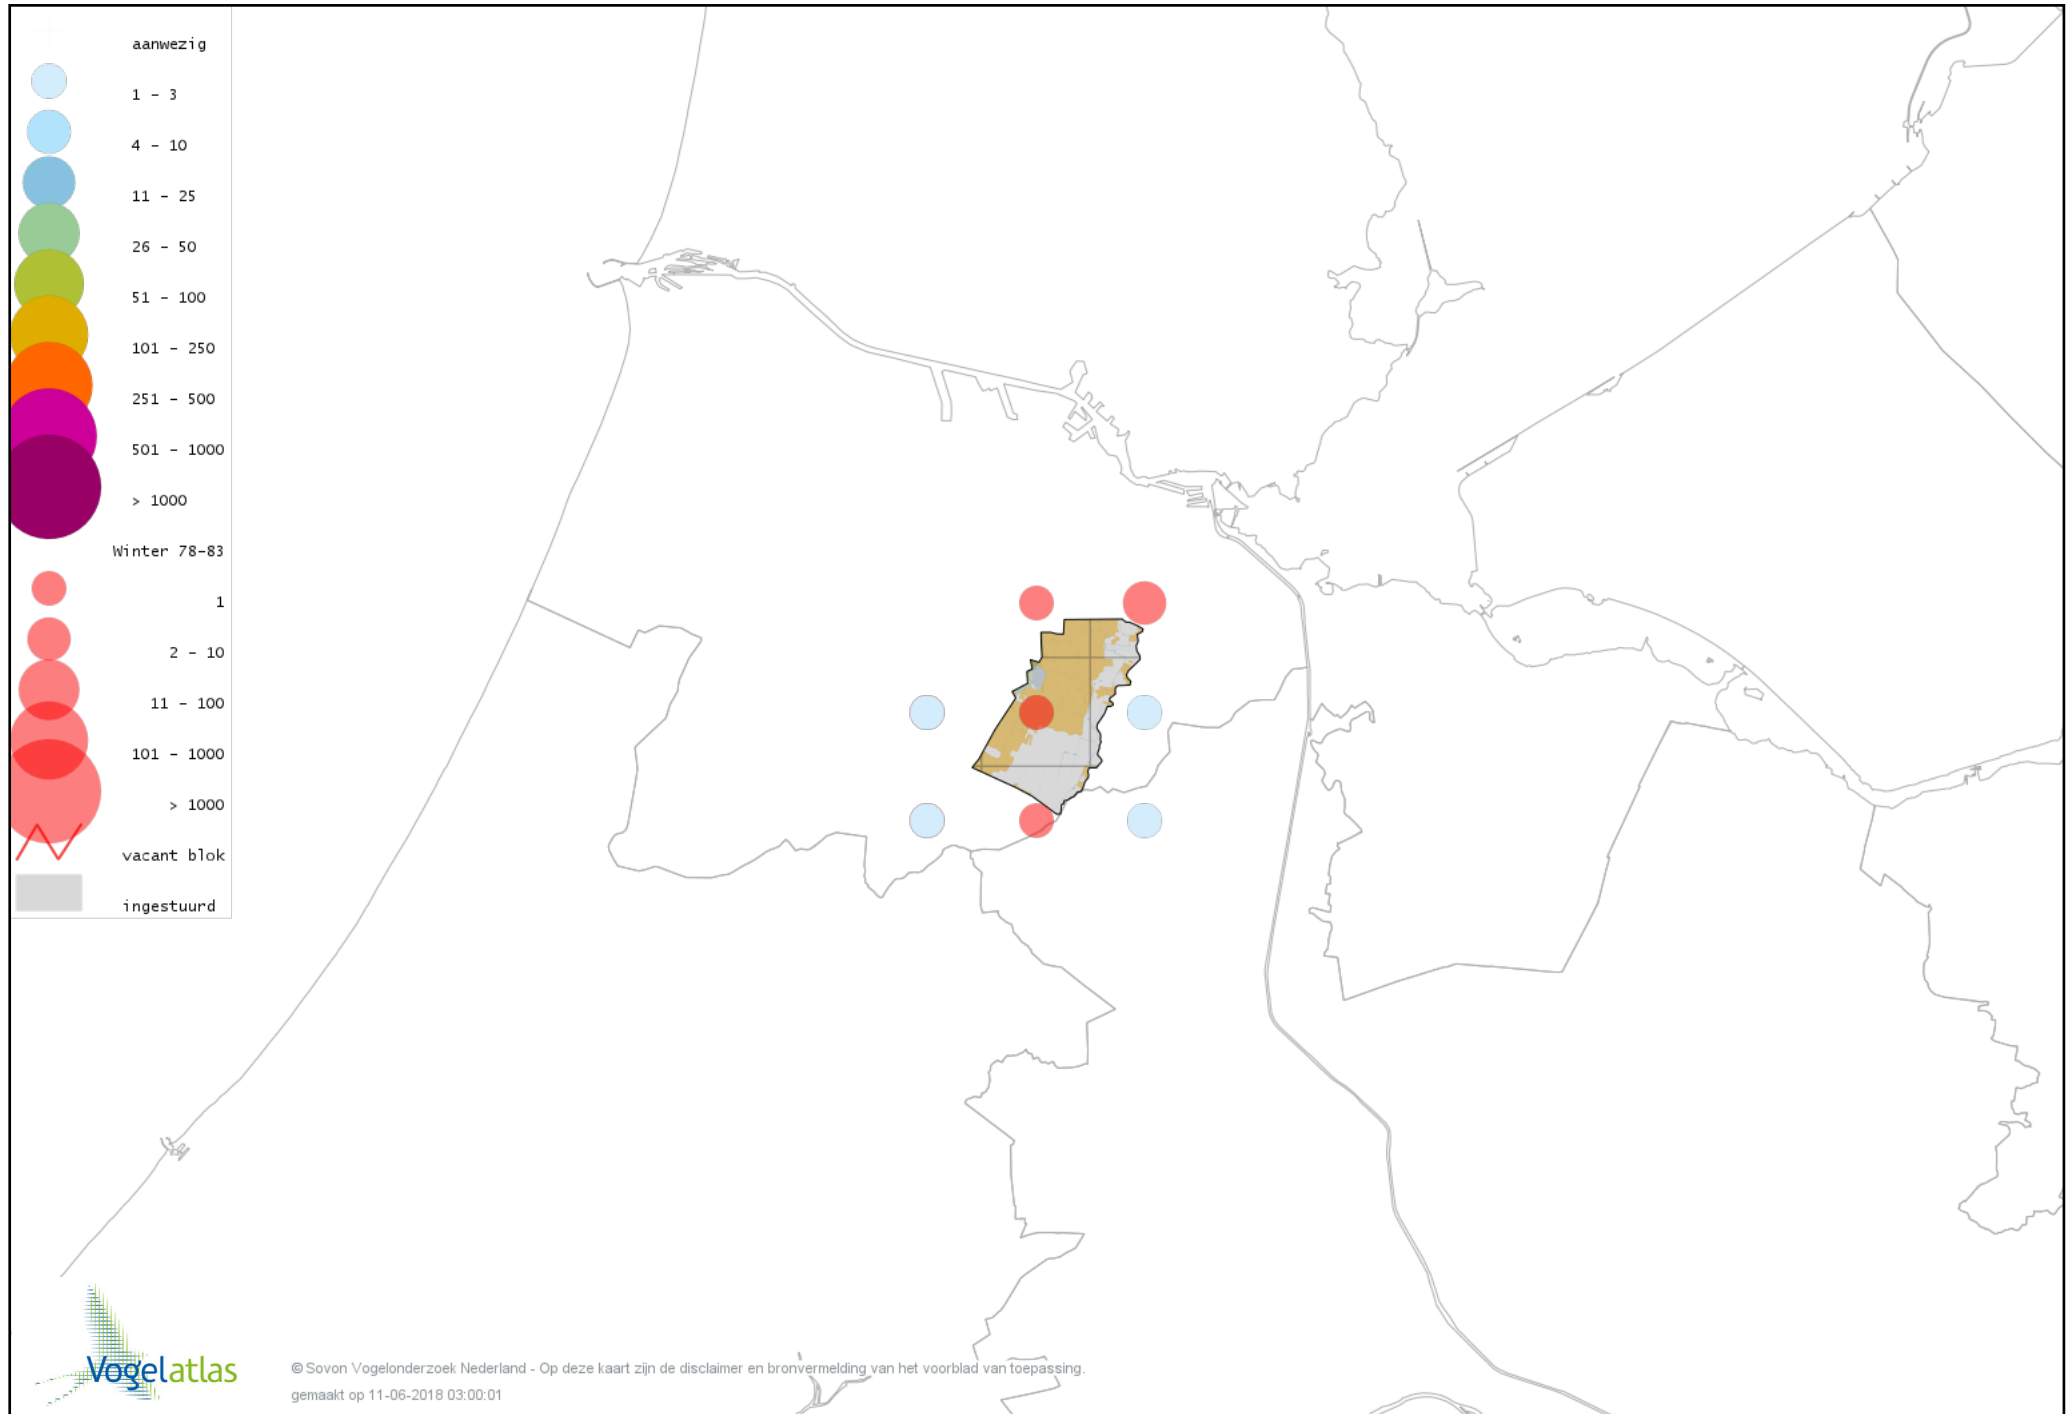 aanwezig
1 - 3
4 - 10
11 - 25
26 - 50
51 - 100
101 - 250
251 - 500
501 - 1000
> 1000
Winter 78-83
1
2 - 10
11 - 100
101 - 1000
> 1000
vacant blok
ingestuurd
Vogelatlas
© Sovon Vogelonderzoek Nederland - Op deze kaart zijn de disclaimer en bronvermelding van het voorblad van toepassing.
gemaakt op 11-06-2018 03:00:01